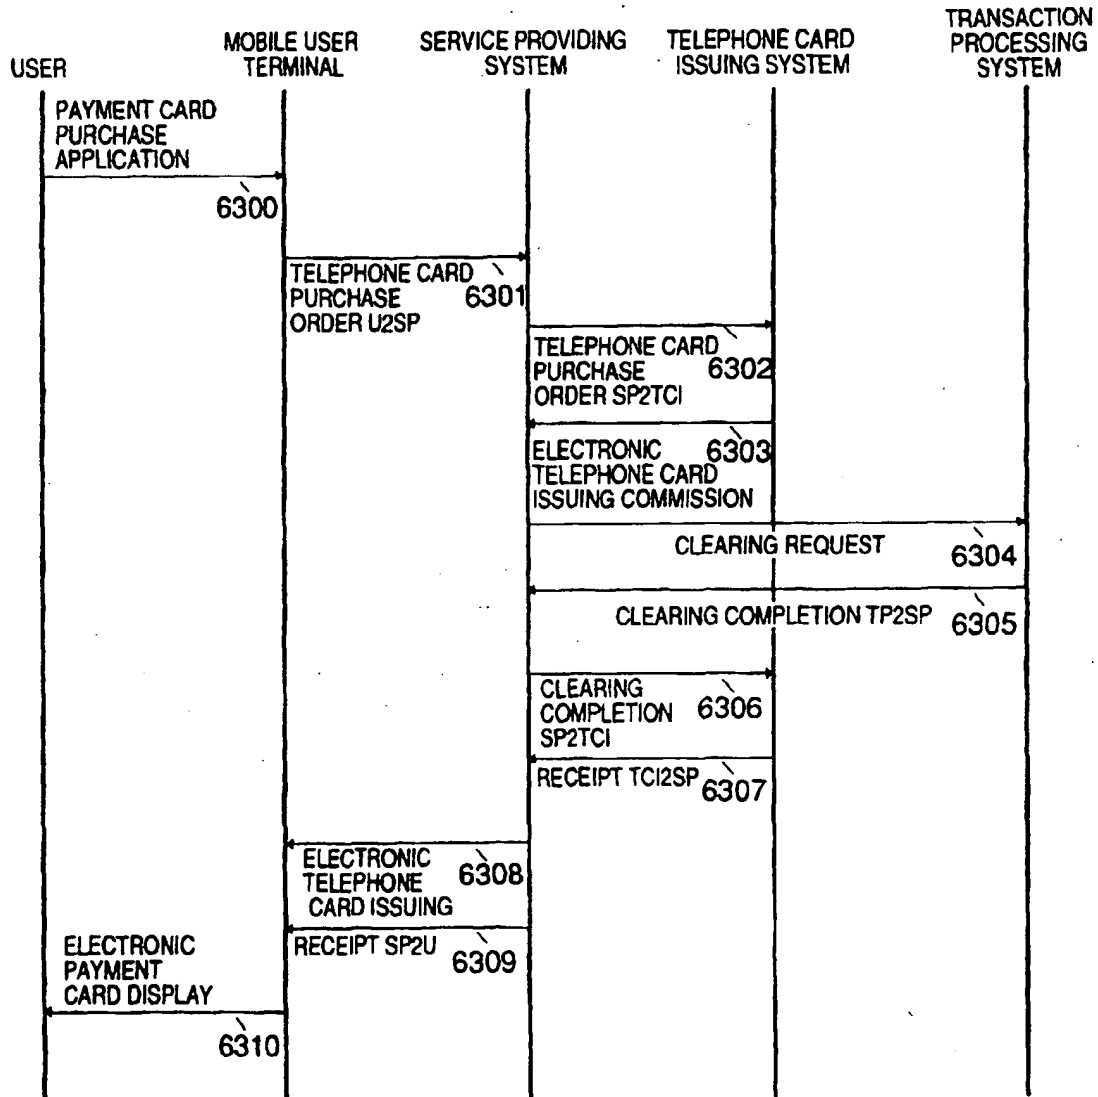 USER
MOBILE USER
TERMINAL
SERVICE PROVIDING
SYSTEM
TELEPHONE CARD
ISSUING SYSTEM
TRANSACTION
PROCESSING
SYSTEM
PAYMENT CARD
PURCHASE
APPLICATION
6300
TELEPHONE CARD
PURCHASE
ORDER U2SP
6301
TELEPHONE CARD
PURCHASE
ORDER SP2TCI
6302
ELECTRONIC
TELEPHONE CARD
ISSUING COMMISSION
6303
CLEARING REQUEST
6304
CLEARING COMPLETION TP2SP
6305
CLEARING
COMPLETION
SP2TCI
6306
RECEIPT TCI2SP
6307
ELECTRONIC
TELEPHONE
CARD ISSUING
6308
RECEIPT SP2U
6309
ELECTRONIC
PAYMENT
CARD DISPLAY
6310